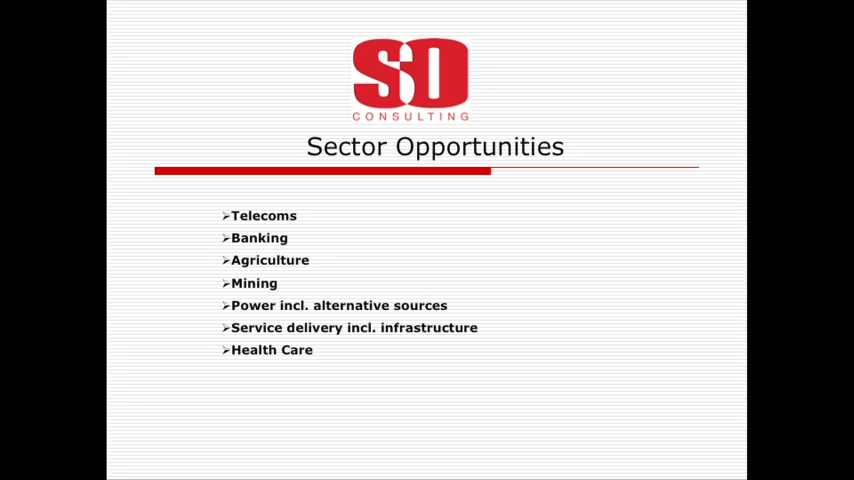 SD
CONSULTING
Sector Opportunities
➢Telecoms
➢Banking
➢Agriculture
➢Mining
➢Power incl. alternative sources
➢Service delivery incl. infrastructure
➢Health Care